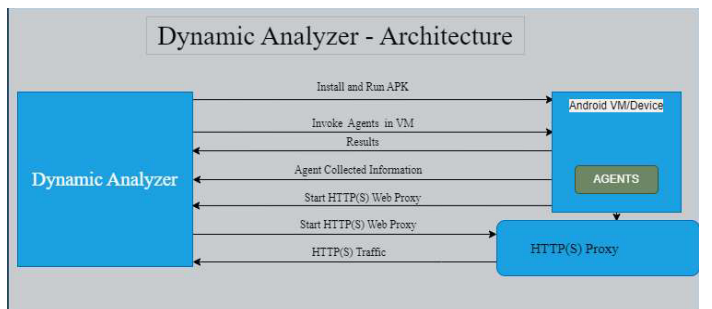 Dynamic Analyzer - Architecture
Install and Run APK
Android VM/Device
Invoke Agents in VM
Results
Dynamic Analyzer
Agent Collected Information
AGENTS
Start HTTP(S) Web Proxy
Start HTTP(S) Web Proxy
HTTP(S) Traffic
HTTP(S) Proxy